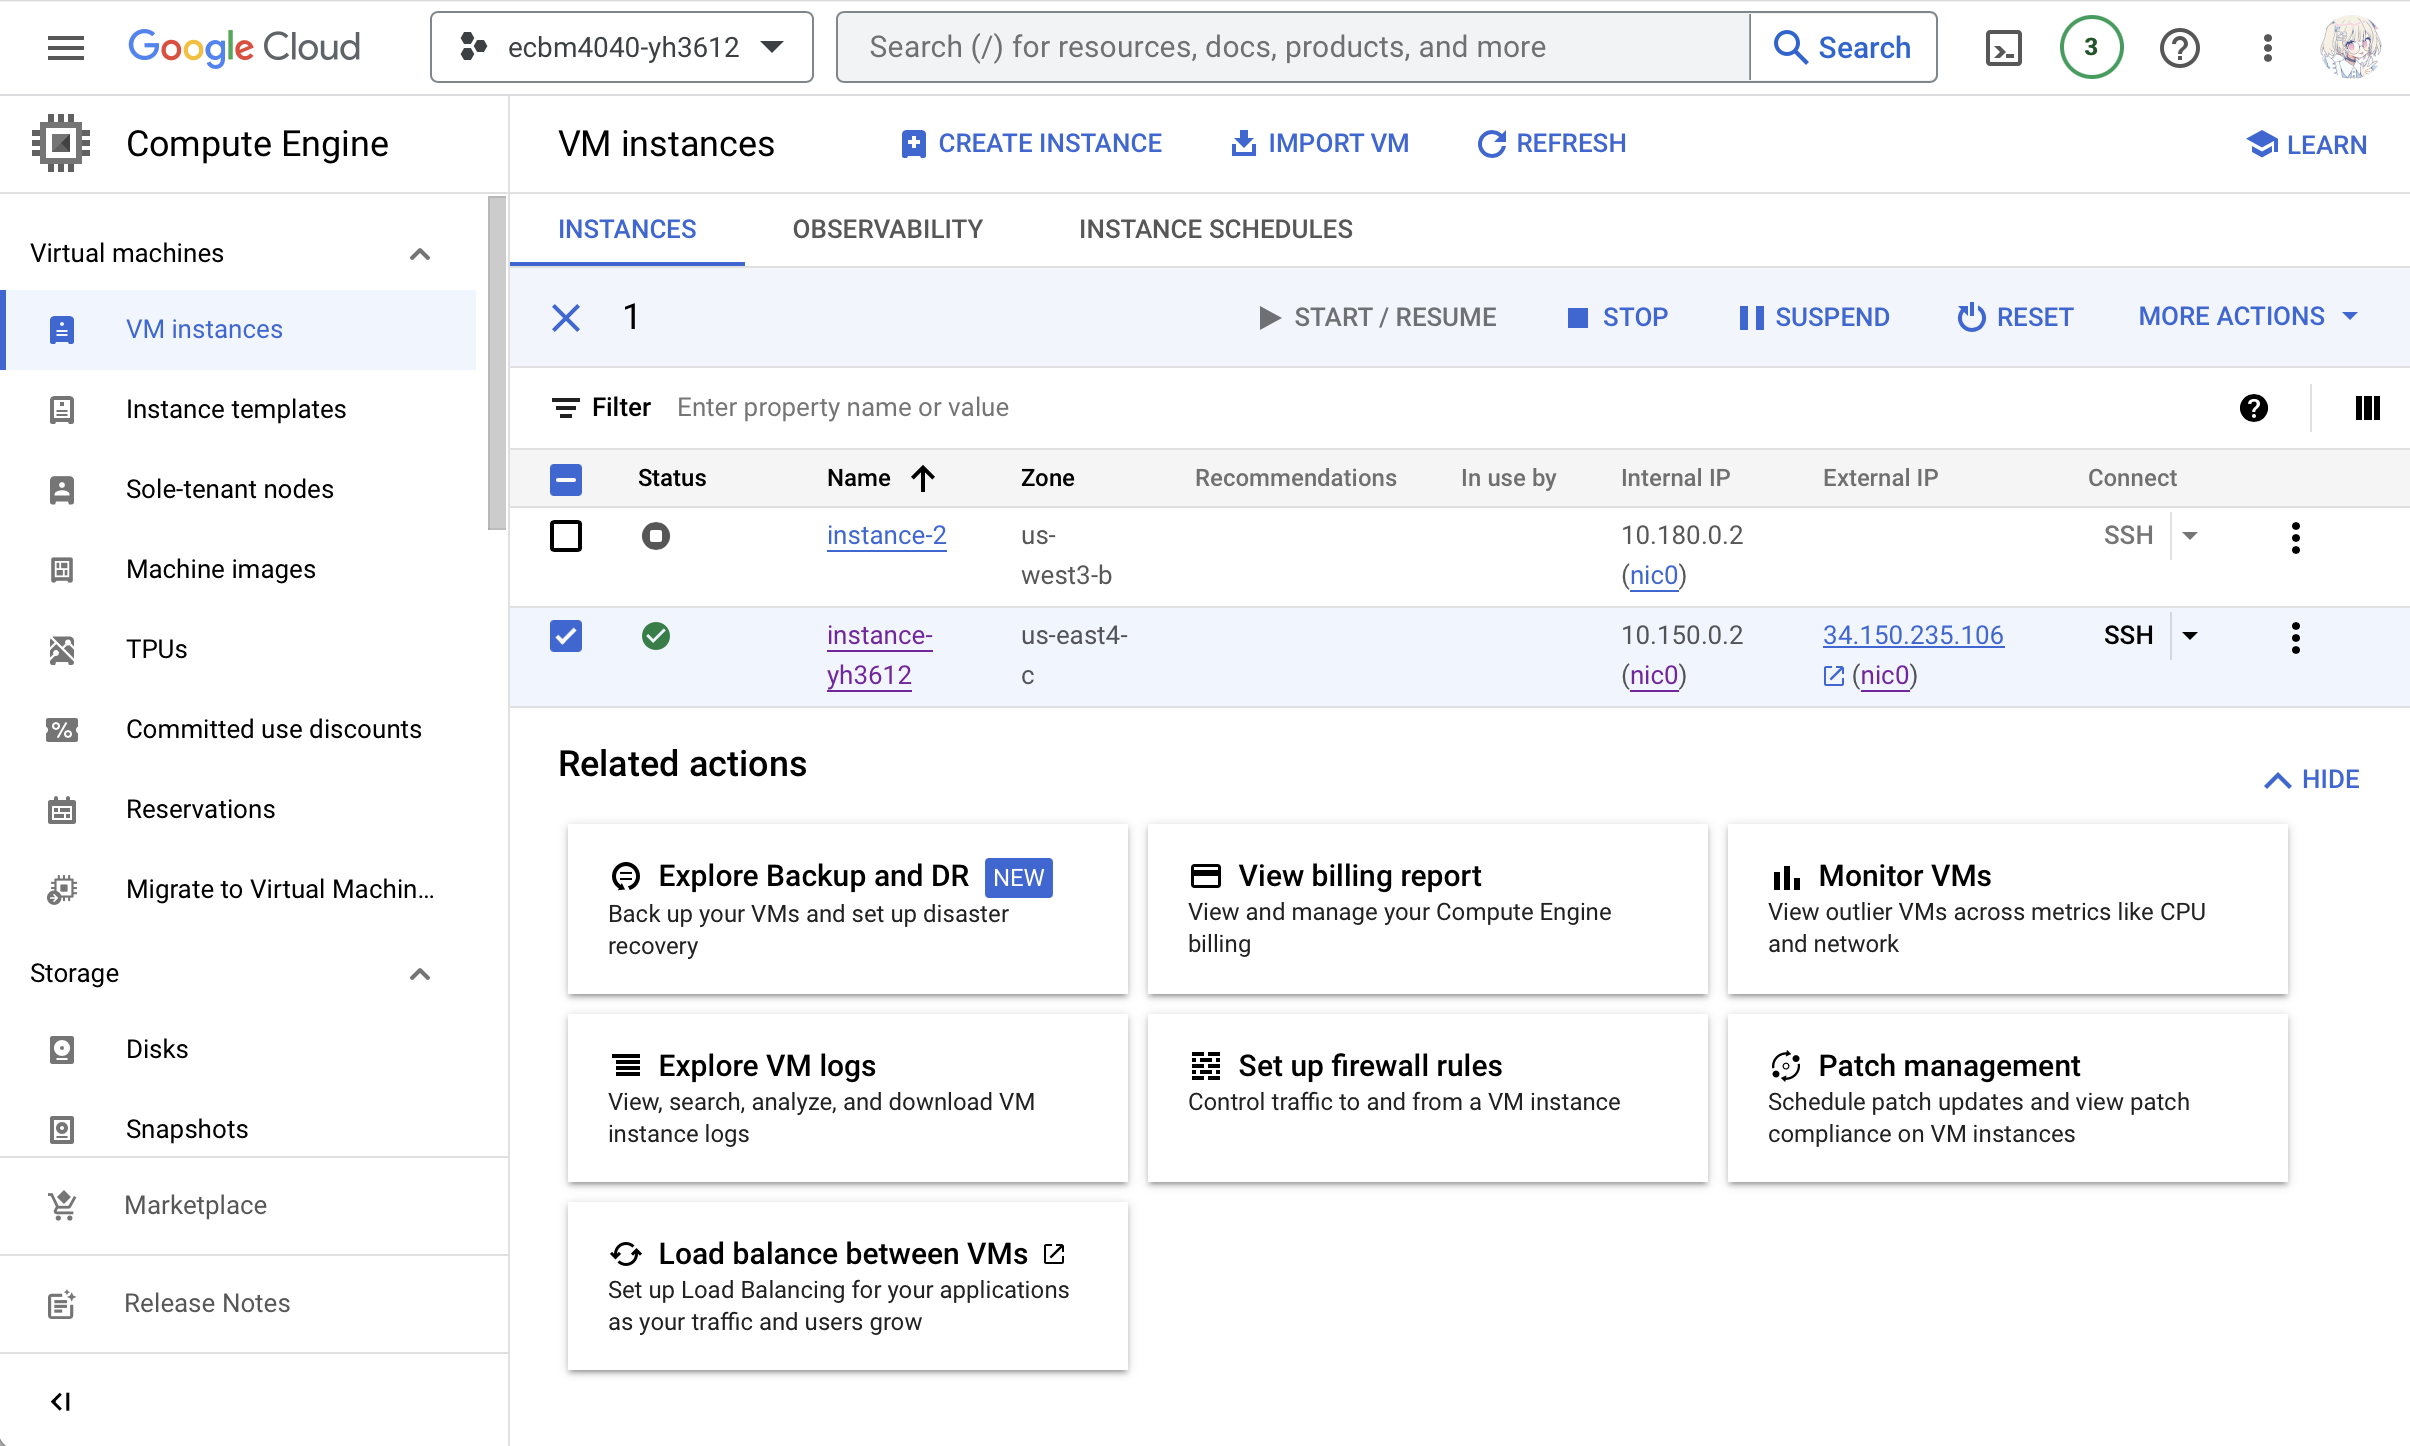 Google Cloud
ecbm4040-yh3612
Search (/) for resources, docs, products, and more
Search
3
Compute Engine
VM instances
CREATE INSTANCE
IMPORT VM
REFRESH
LEARN
Virtual machines
VM instances
Instance templates
Sole-tenant nodes
Machine images
TPUs
Committed use discounts
Reservations
Migrate to Virtual Machin...
Storage
Disks
Snapshots
Marketplace
Release Notes
INSTANCES
OBSERVABILITY
INSTANCE SCHEDULES
1
START / RESUME
STOP
SUSPEND
RESET
MORE ACTIONS
Filter
Enter property name or value
Status
Name
Zone
Recommendations
In use by
Internal IP
External IP
Connect
instance-2
us-
west3-b
10.180.0.2
(nic0)
SSH
instance-
yh3612
us-east4-
c
10.150.0.2
(nic0)
34.150.235.106
(nic0)
SSH
Related actions
HIDE
Explore Backup and DR NEW
Back up your VMs and set up disaster
recovery
View billing report
View and manage your Compute Engine
billing
Monitor VMs
View outlier VMs across metrics like CPU
and network
Explore VM logs
View, search, analyze, and download VM
instance logs
Set up firewall rules
Control traffic to and from a VM instance
Patch management
Schedule patch updates and view patch
compliance on VM instances
Load balance between VMs
Set up Load Balancing for your applications
as your traffic and users grow